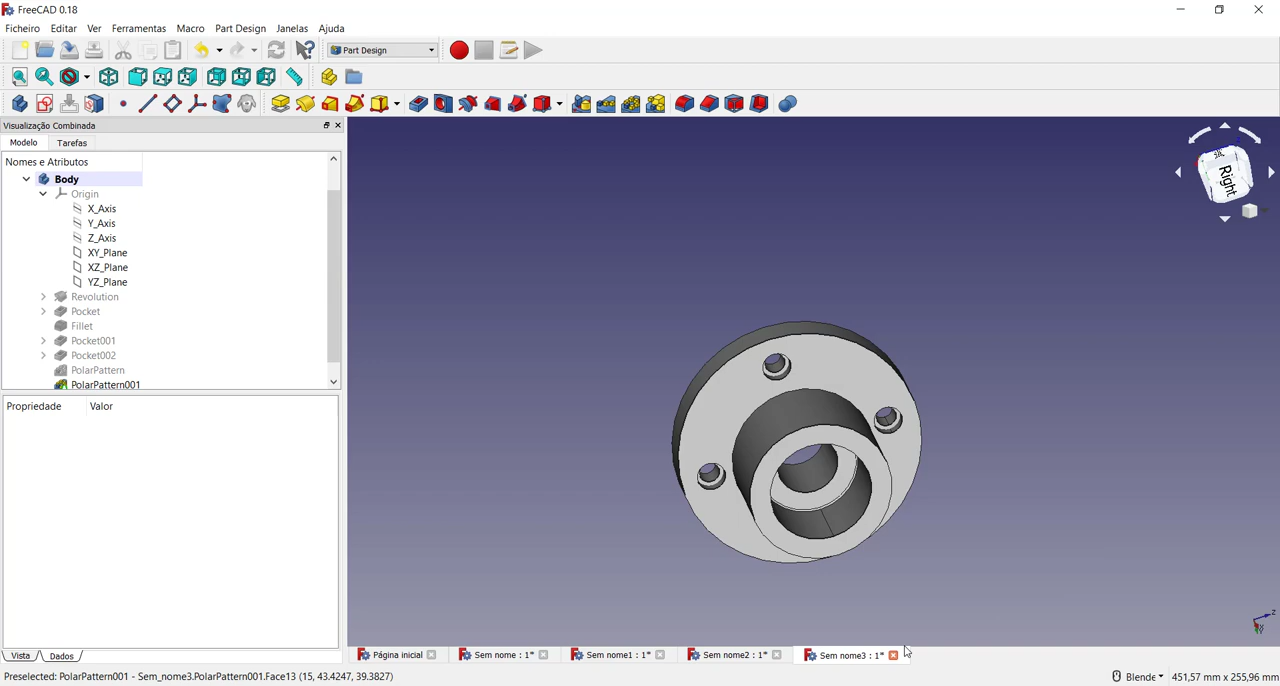 FreeCAD 0.18
Ficheiro Editar Ver Ferramentas Macro Part Design Janelas Ajuda
Part Design
Visualização Combinada
Modelo Tarefas
Nomes e Atributos
Body
Origin
X_Axis
Y_Axis
Z_Axis
XY_Plane
XZ_Plane
YZ_Plane
Revolution
Pocket
Fillet
Pocket001
Pocket002
PolarPattern
PolarPattern001
Propriedade Valor
Right
Z
Vista Dados
Página inicial Sem nome : 1* Sem nome1 : 1* Sem nome2 : 1* Sem nome3 : 1*
Preselected: PolarPattern001 - Sem_nome3.PolarPattern001.Face13 (15, 43.4247, 39.3827) Blende 451,57 mm x 255,96 mm